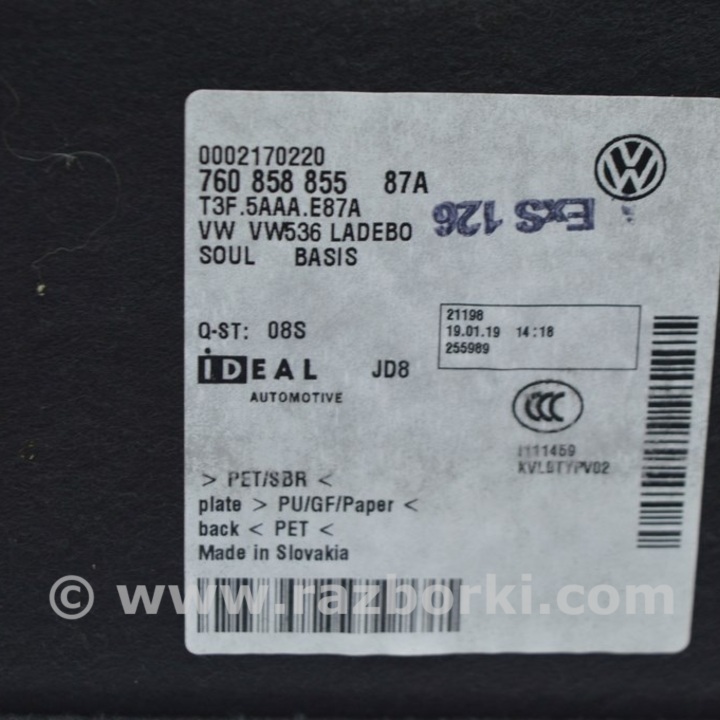 0002170220
760 858 855 87A
T3F.5AAA.E87A
VW VW536 LADEBO
SOUL BASIS
ExS 126
Q-ST: 08S
21198
19.01.19 14:18
255989
iDEAL JD8
AUTOMOTIVE
CCC
1111459
> PET/SBR <
plate > PU/GF/Paper <
back < PET <
Made in Slovakia
© www.razborki.com